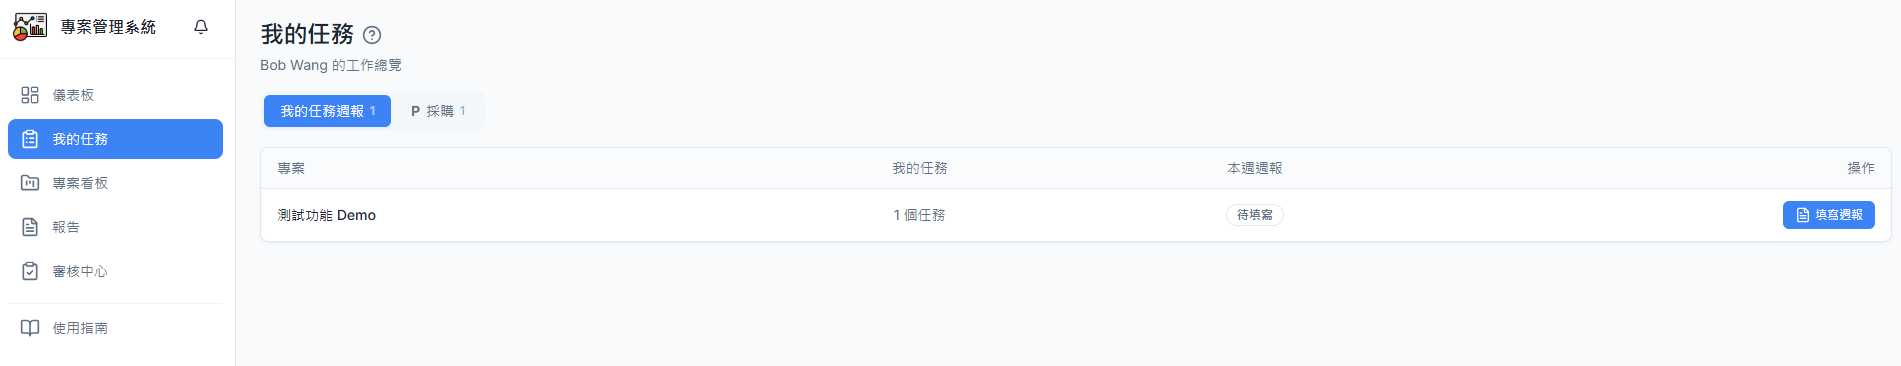 專案管理系統
儀表板
我的任務
專案看板
報告
審核中心
使用指南
我的任務
Bob Wang 的工作總覽
我的任務週報 1 P 採購 1
專案 我的任務 本週週報 操作
測試功能 Demo 1 個任務 待填寫 填寫週報